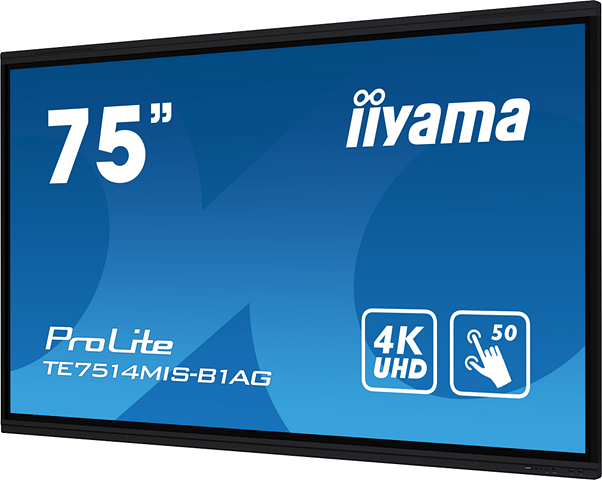 75”
iiyama
ProLite
TE7514MIS-B1AG
4K
UHD
50